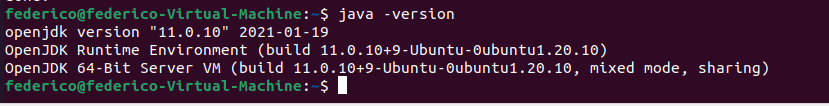 federico@federico-Virtual-Machine:~$ java -version
openjdk version "11.0.10" 2021-01-19
OpenJDK Runtime Environment (build 11.0.10+9-Ubuntu-0ubuntu1.20.10)
OpenJDK 64-Bit Server VM (build 11.0.10+9-Ubuntu-0ubuntu1.20.10, mixed mode, sharing)
federico@federico-Virtual-Machine:~$